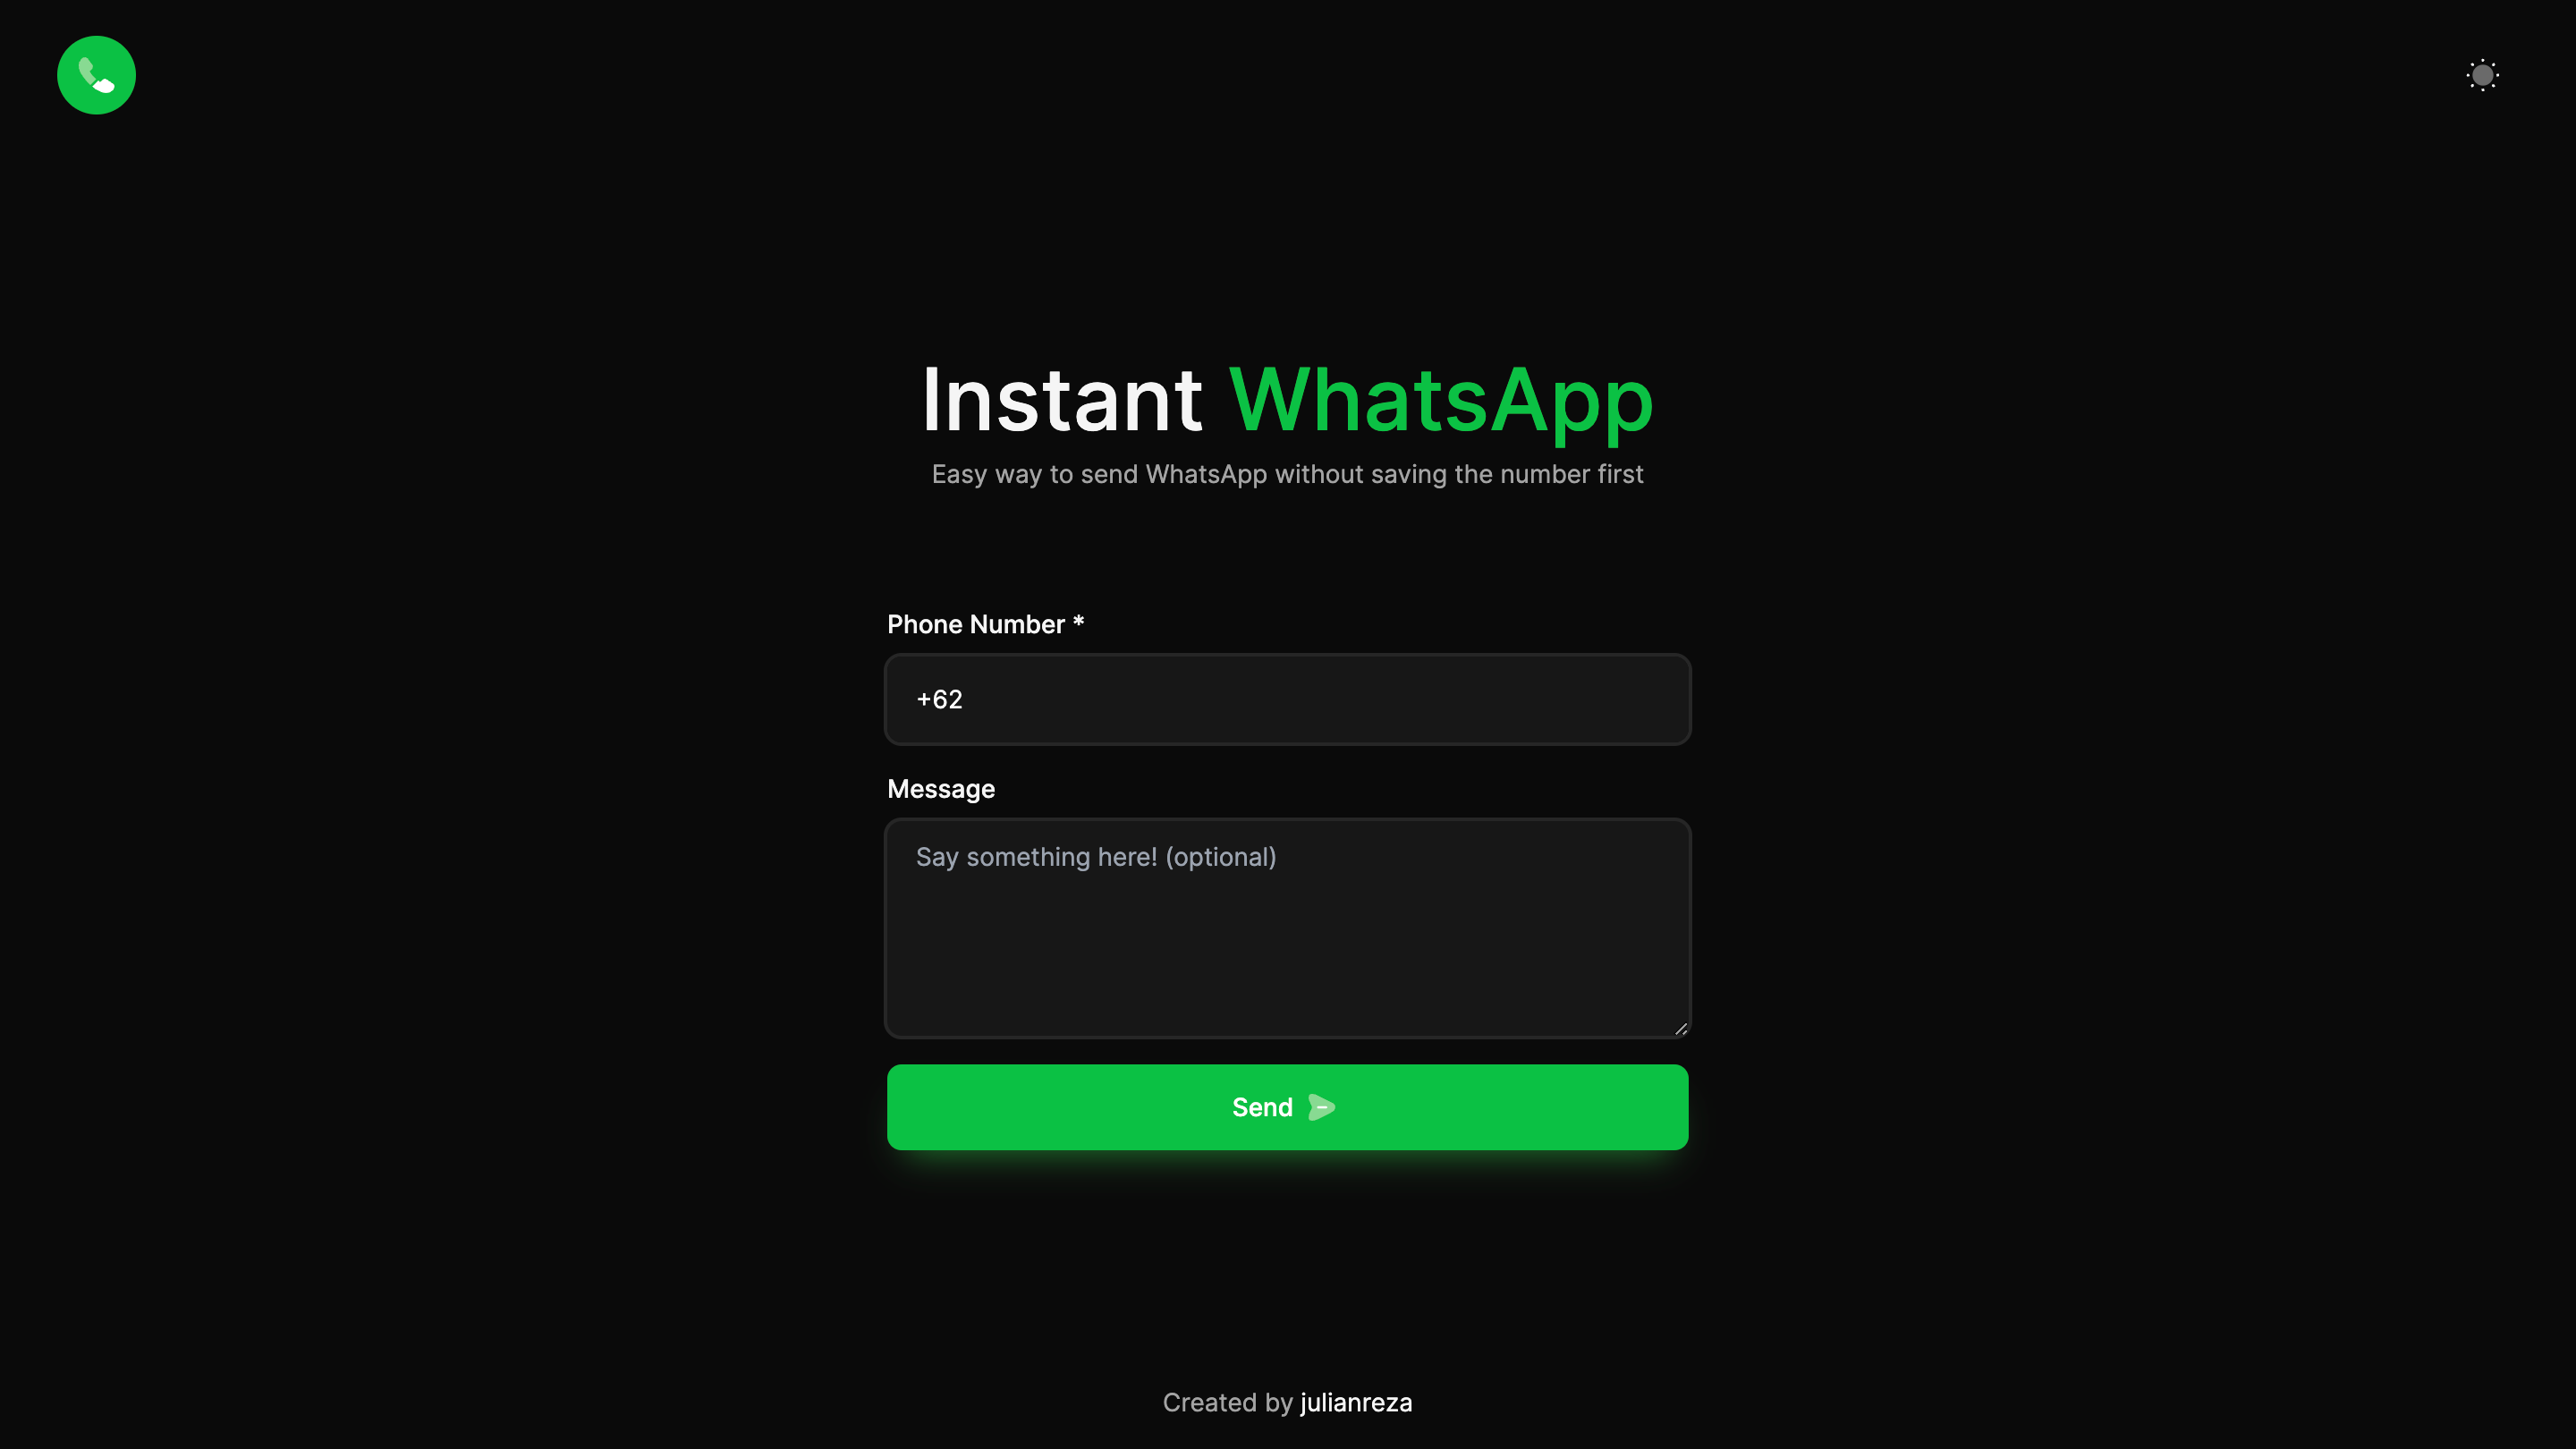 Instant WhatsApp
Easy way to send WhatsApp without saving the number first
Phone Number *
+62
Message
Say something here! (optional)
Send
Created by julianreza